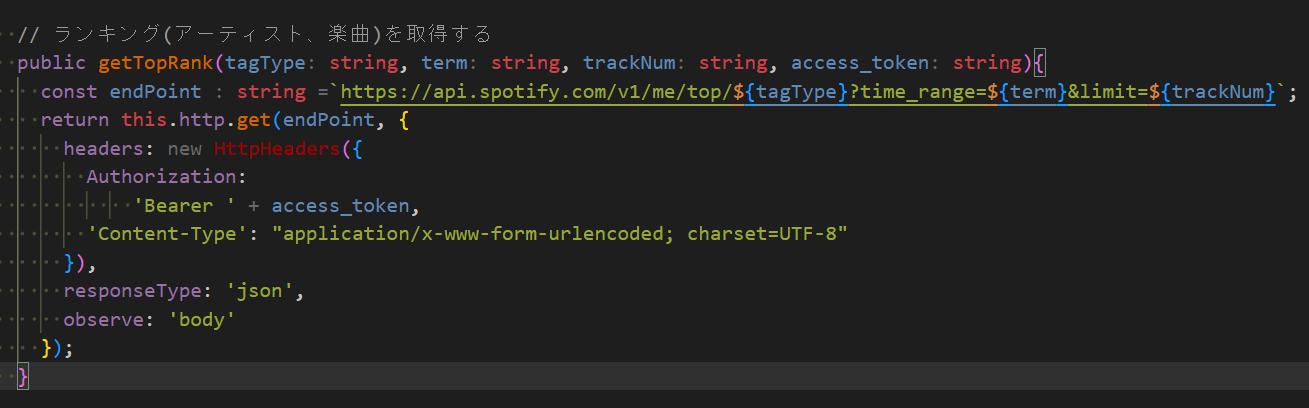 // ランキング(アーティスト、楽曲)を取得する
public getTopRank(tagType: string, term: string, trackNum: string, access_token: string){
const endPoint : string =`https://api.spotify.com/v1/me/top/${tagType}?time_range=${term}&limit=${trackNum}`;
return this.http.get(endPoint, {
headers: new HttpHeaders({
Authorization:
'Bearer ' + access_token,
'Content-Type': "application/x-www-form-urlencoded; charset=UTF-8"
}),
responseType: 'json',
observe: 'body'
});
}